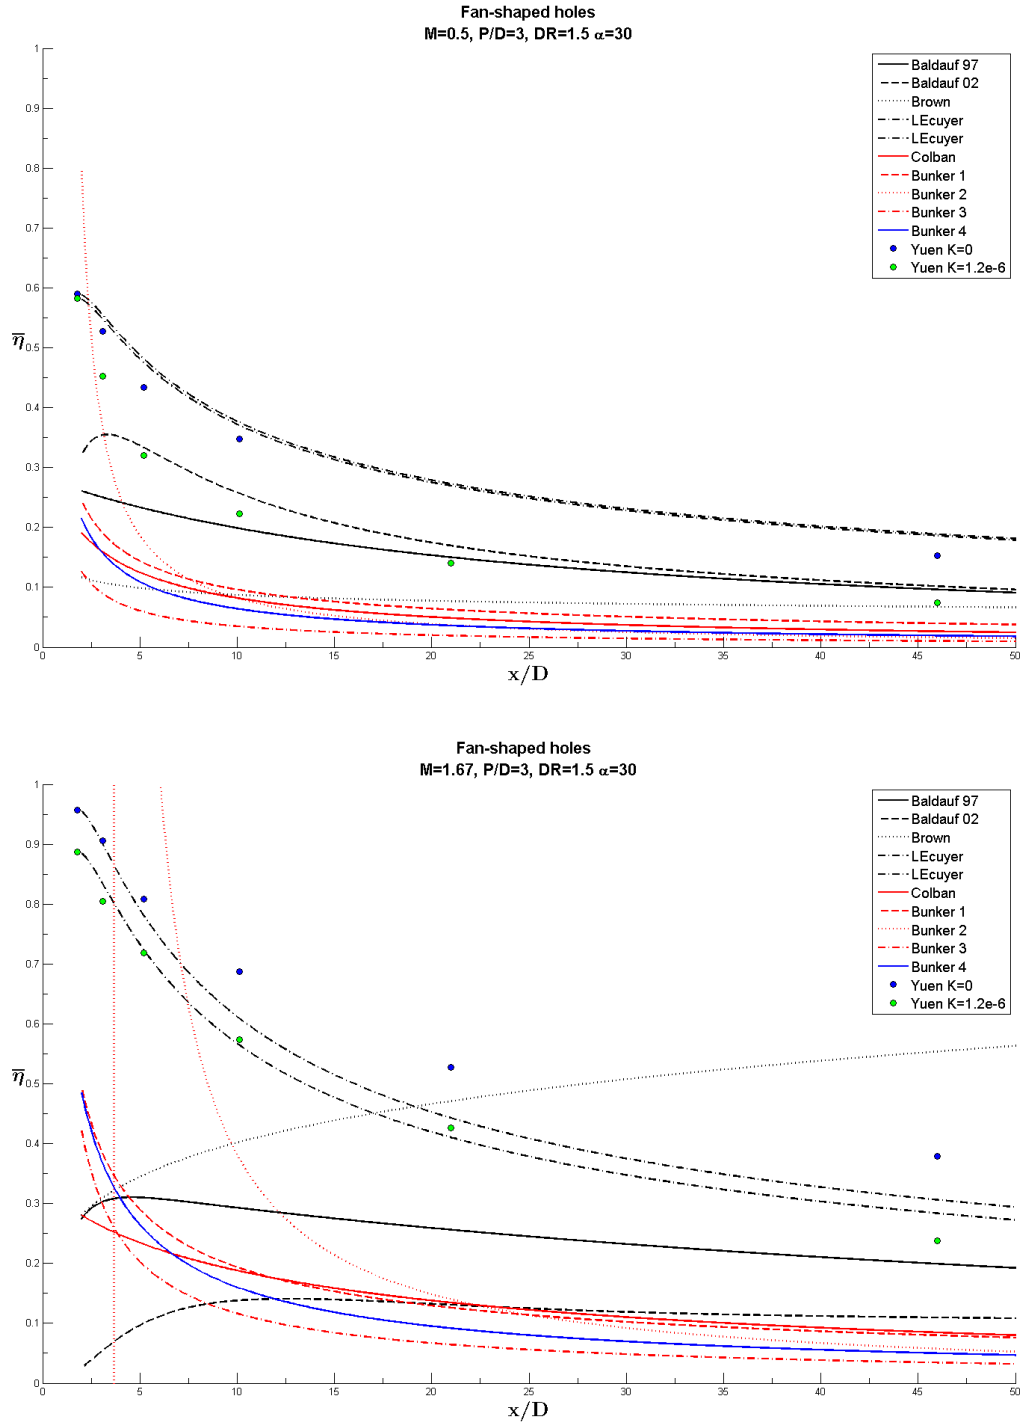 Fan-shaped holes
M=0.5, P/D=3, DR=1.5 α=30
1
0.9
0.8
0.7
0.6
0.5
0.4
0.3
0.2
0.1
0
η̅
0 5 10 15 20 25 30 35 40 45 50
x/D
Baldauf 97
Baldauf 02
Brown
LEcuyer
LEcuyer
Colban
Bunker 1
Bunker 2
Bunker 3
Bunker 4
Yuen K=0
Yuen K=1.2e-6
Fan-shaped holes
M=1.67, P/D=3, DR=1.5 α=30
1
0.9
0.8
0.7
0.6
0.5
0.4
0.3
0.2
0.1
0
η̅
0 5 10 15 20 25 30 35 40 45 50
x/D
Baldauf 97
Baldauf 02
Brown
LEcuyer
LEcuyer
Colban
Bunker 1
Bunker 2
Bunker 3
Bunker 4
Yuen K=0
Yuen K=1.2e-6